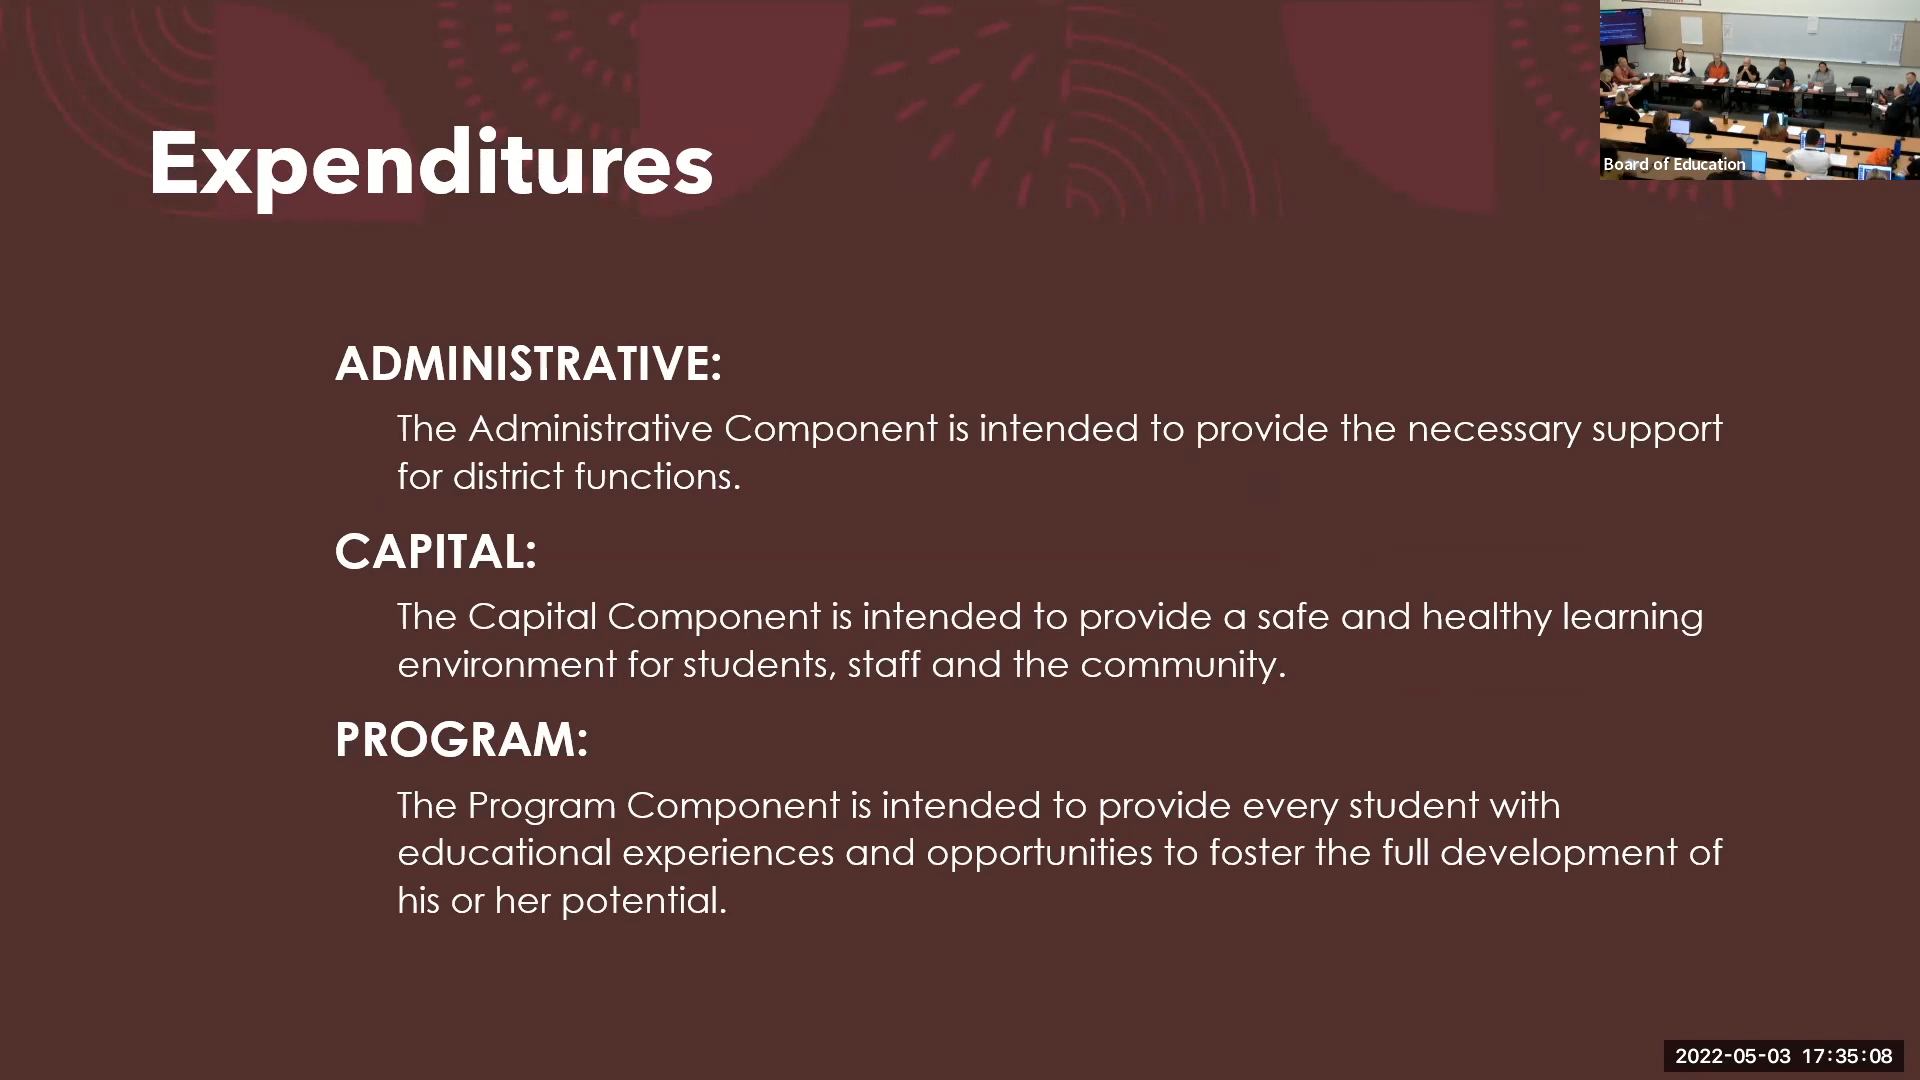 Expenditures
Board of Education
ADMINISTRATIVE:
The Administrative Component is intended to provide the necessary support
for district functions.
CAPITAL:
The Capital Component is intended to provide a safe and healthy learning
environment for students, staff and the community.
PROGRAM:
The Program Component is intended to provide every student with
educational experiences and opportunities to foster the full development of
his or her potential.
2022-05-03 17:35:08